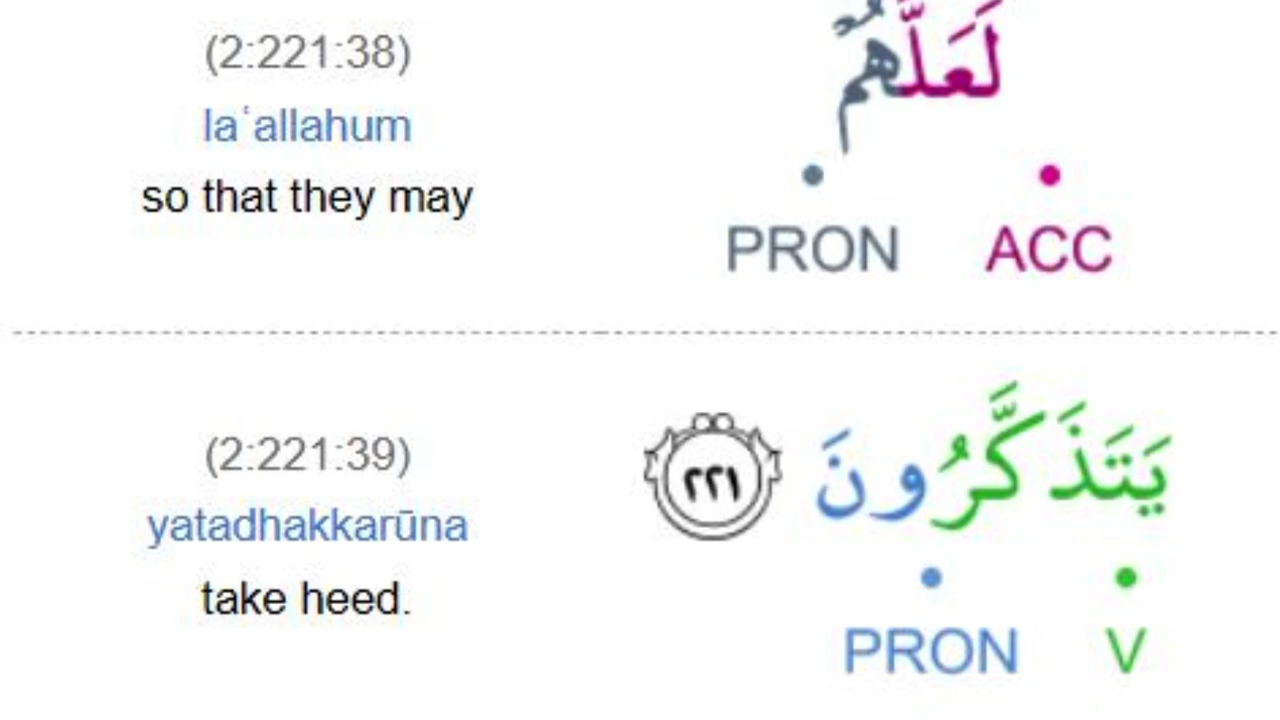 (2:221:38)
laʿallahum
so that they may
لَعَلَّهُمْ
PRON ACC
(2:221:39)
yatadhakkarūna
take heed.
يَتَذَكَّرُونَ ٢٢١
PRON V